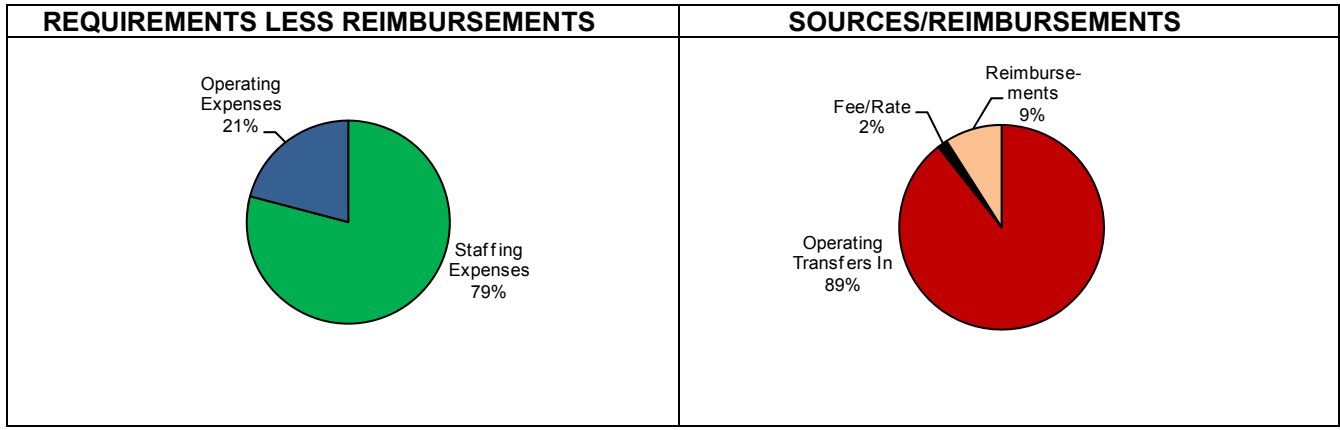 REQUIREMENTS LESS REIMBURSEMENTS
Operating
Expenses
21%
Staffing
Expenses
79%
SOURCES/REIMBURSEMENTS
Reimburse-
ments
9%
Fee/Rate
2%
Operating
Transfers In
89%